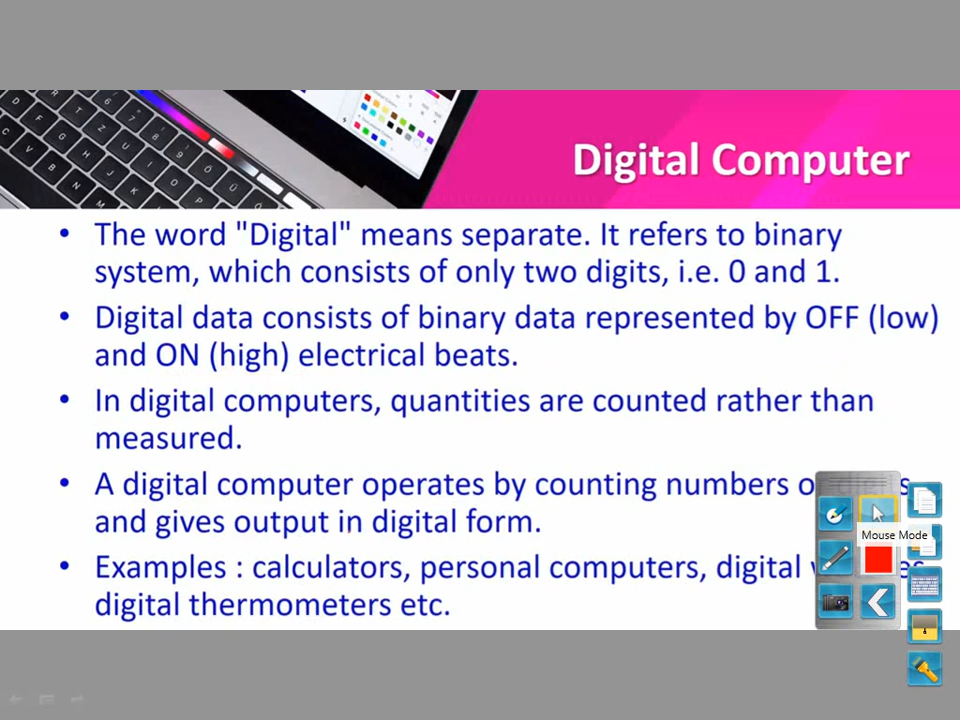 Digital Computer
• The word "Digital" means separate. It refers to binary
system, which consists of only two digits, i.e. 0 and 1.
• Digital data consists of binary data represented by OFF (low)
and ON (high) electrical beats.
• In digital computers, quantities are counted rather than
measured.
• A digital computer operates by counting numbers
and gives output in digital form.
• Examples : calculators, personal computers, digital
digital thermometers etc.
Mouse Mode